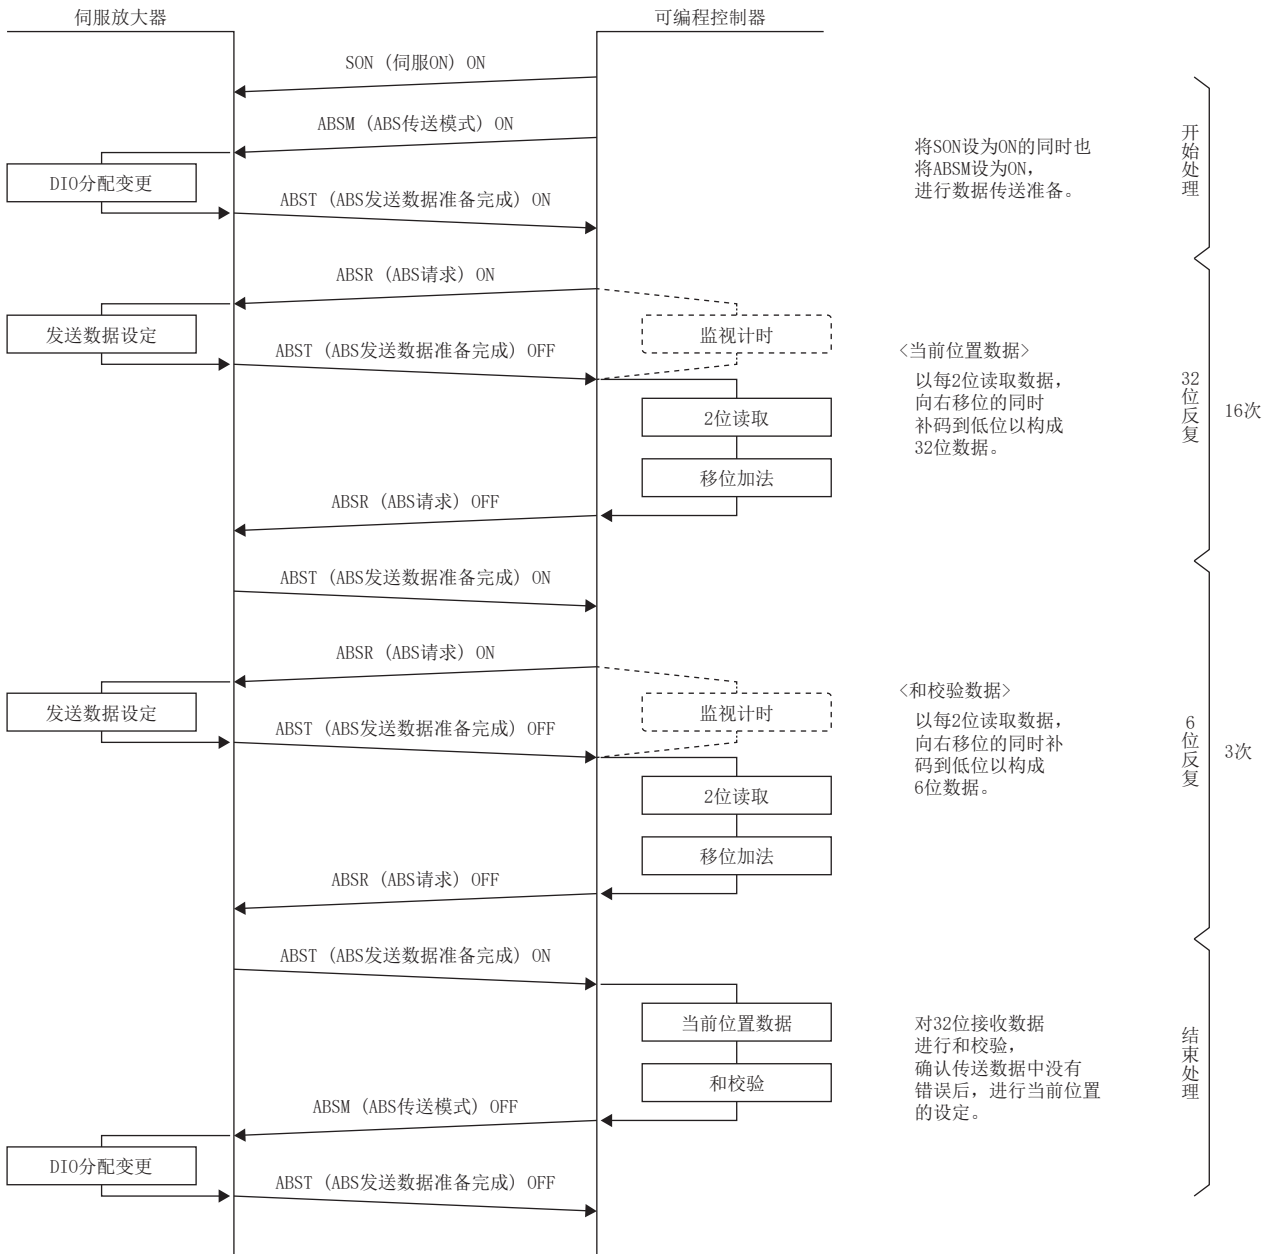 伺服放大器
可编程控制器
SON（伺服ON）ON
ABSM（ABS传送模式）ON
DIO分配变更
ABST（ABS发送数据准备完成）ON
将SON设为ON的同时也
将ABSM设为ON，
进行数据传送准备。
开始处理
ABSR（ABS请求）ON
发送数据设定
监视计时
ABST（ABS发送数据准备完成）OFF
2位读取
移位加法
ABSR（ABS请求）OFF
ABST（ABS发送数据准备完成）ON
<当前位置数据>
以每2位读取数据，
向右移位的同时
补码到低位以构成
32位数据。
32位反复
16次
ABSR（ABS请求）ON
发送数据设定
监视计时
ABST（ABS发送数据准备完成）OFF
2位读取
移位加法
ABSR（ABS请求）OFF
ABST（ABS发送数据准备完成）ON
<和校验数据>
以每2位读取数据，
向右移位的同时补
码到低位以构成
6位数据。
6位反复
3次
当前位置数据
和校验
ABSM（ABS传送模式）OFF
DIO分配变更
ABST（ABS发送数据准备完成）OFF
对32位接收数据
进行和校验，
确认传送数据中没有
错误后，进行当前位置
的设定。
结束处理